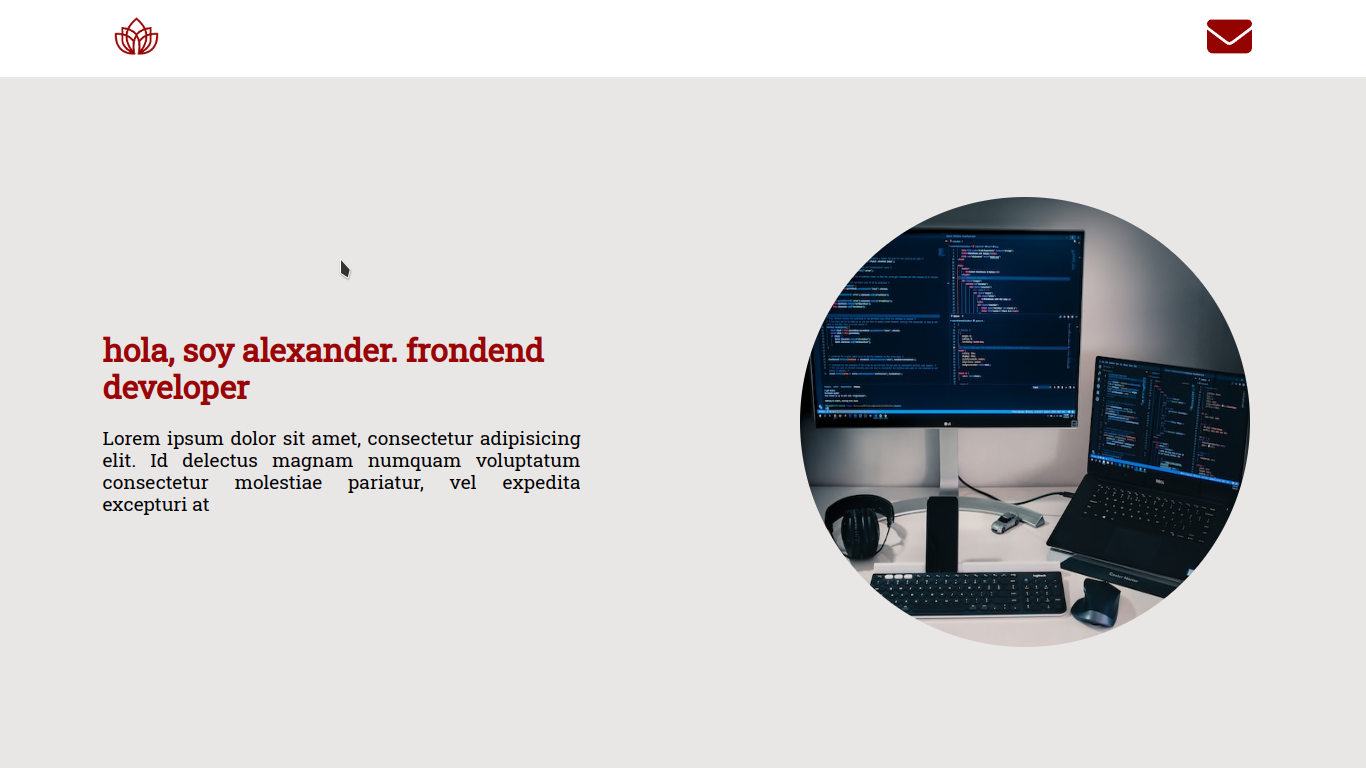 hola, soy alexander. frondend
developer
Lorem ipsum dolor sit amet, consectetur adipisicing
elit. Id delectus magnam numquam voluptatum
consectetur molestiae pariatur, vel expedita
excepturi at